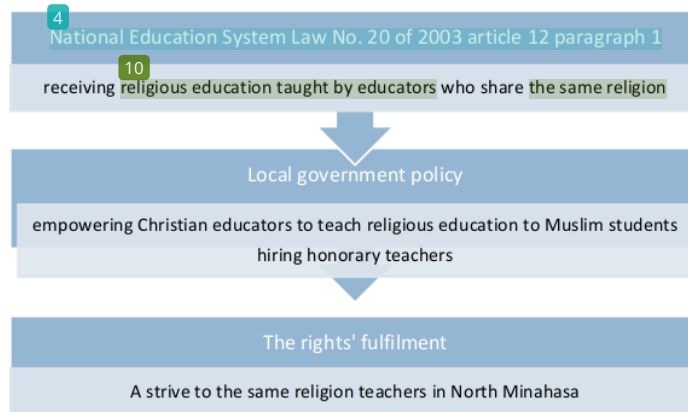 4
National Education System Law No. 20 of 2003 article 12 paragraph 1
10
receiving religious education taught by educators who share the same religion
Local government policy
empowering Christian educators to teach religious education to Muslim students
hiring honorary teachers
The rights' fulfilment
A strive to the same religion teachers in North Minahasa